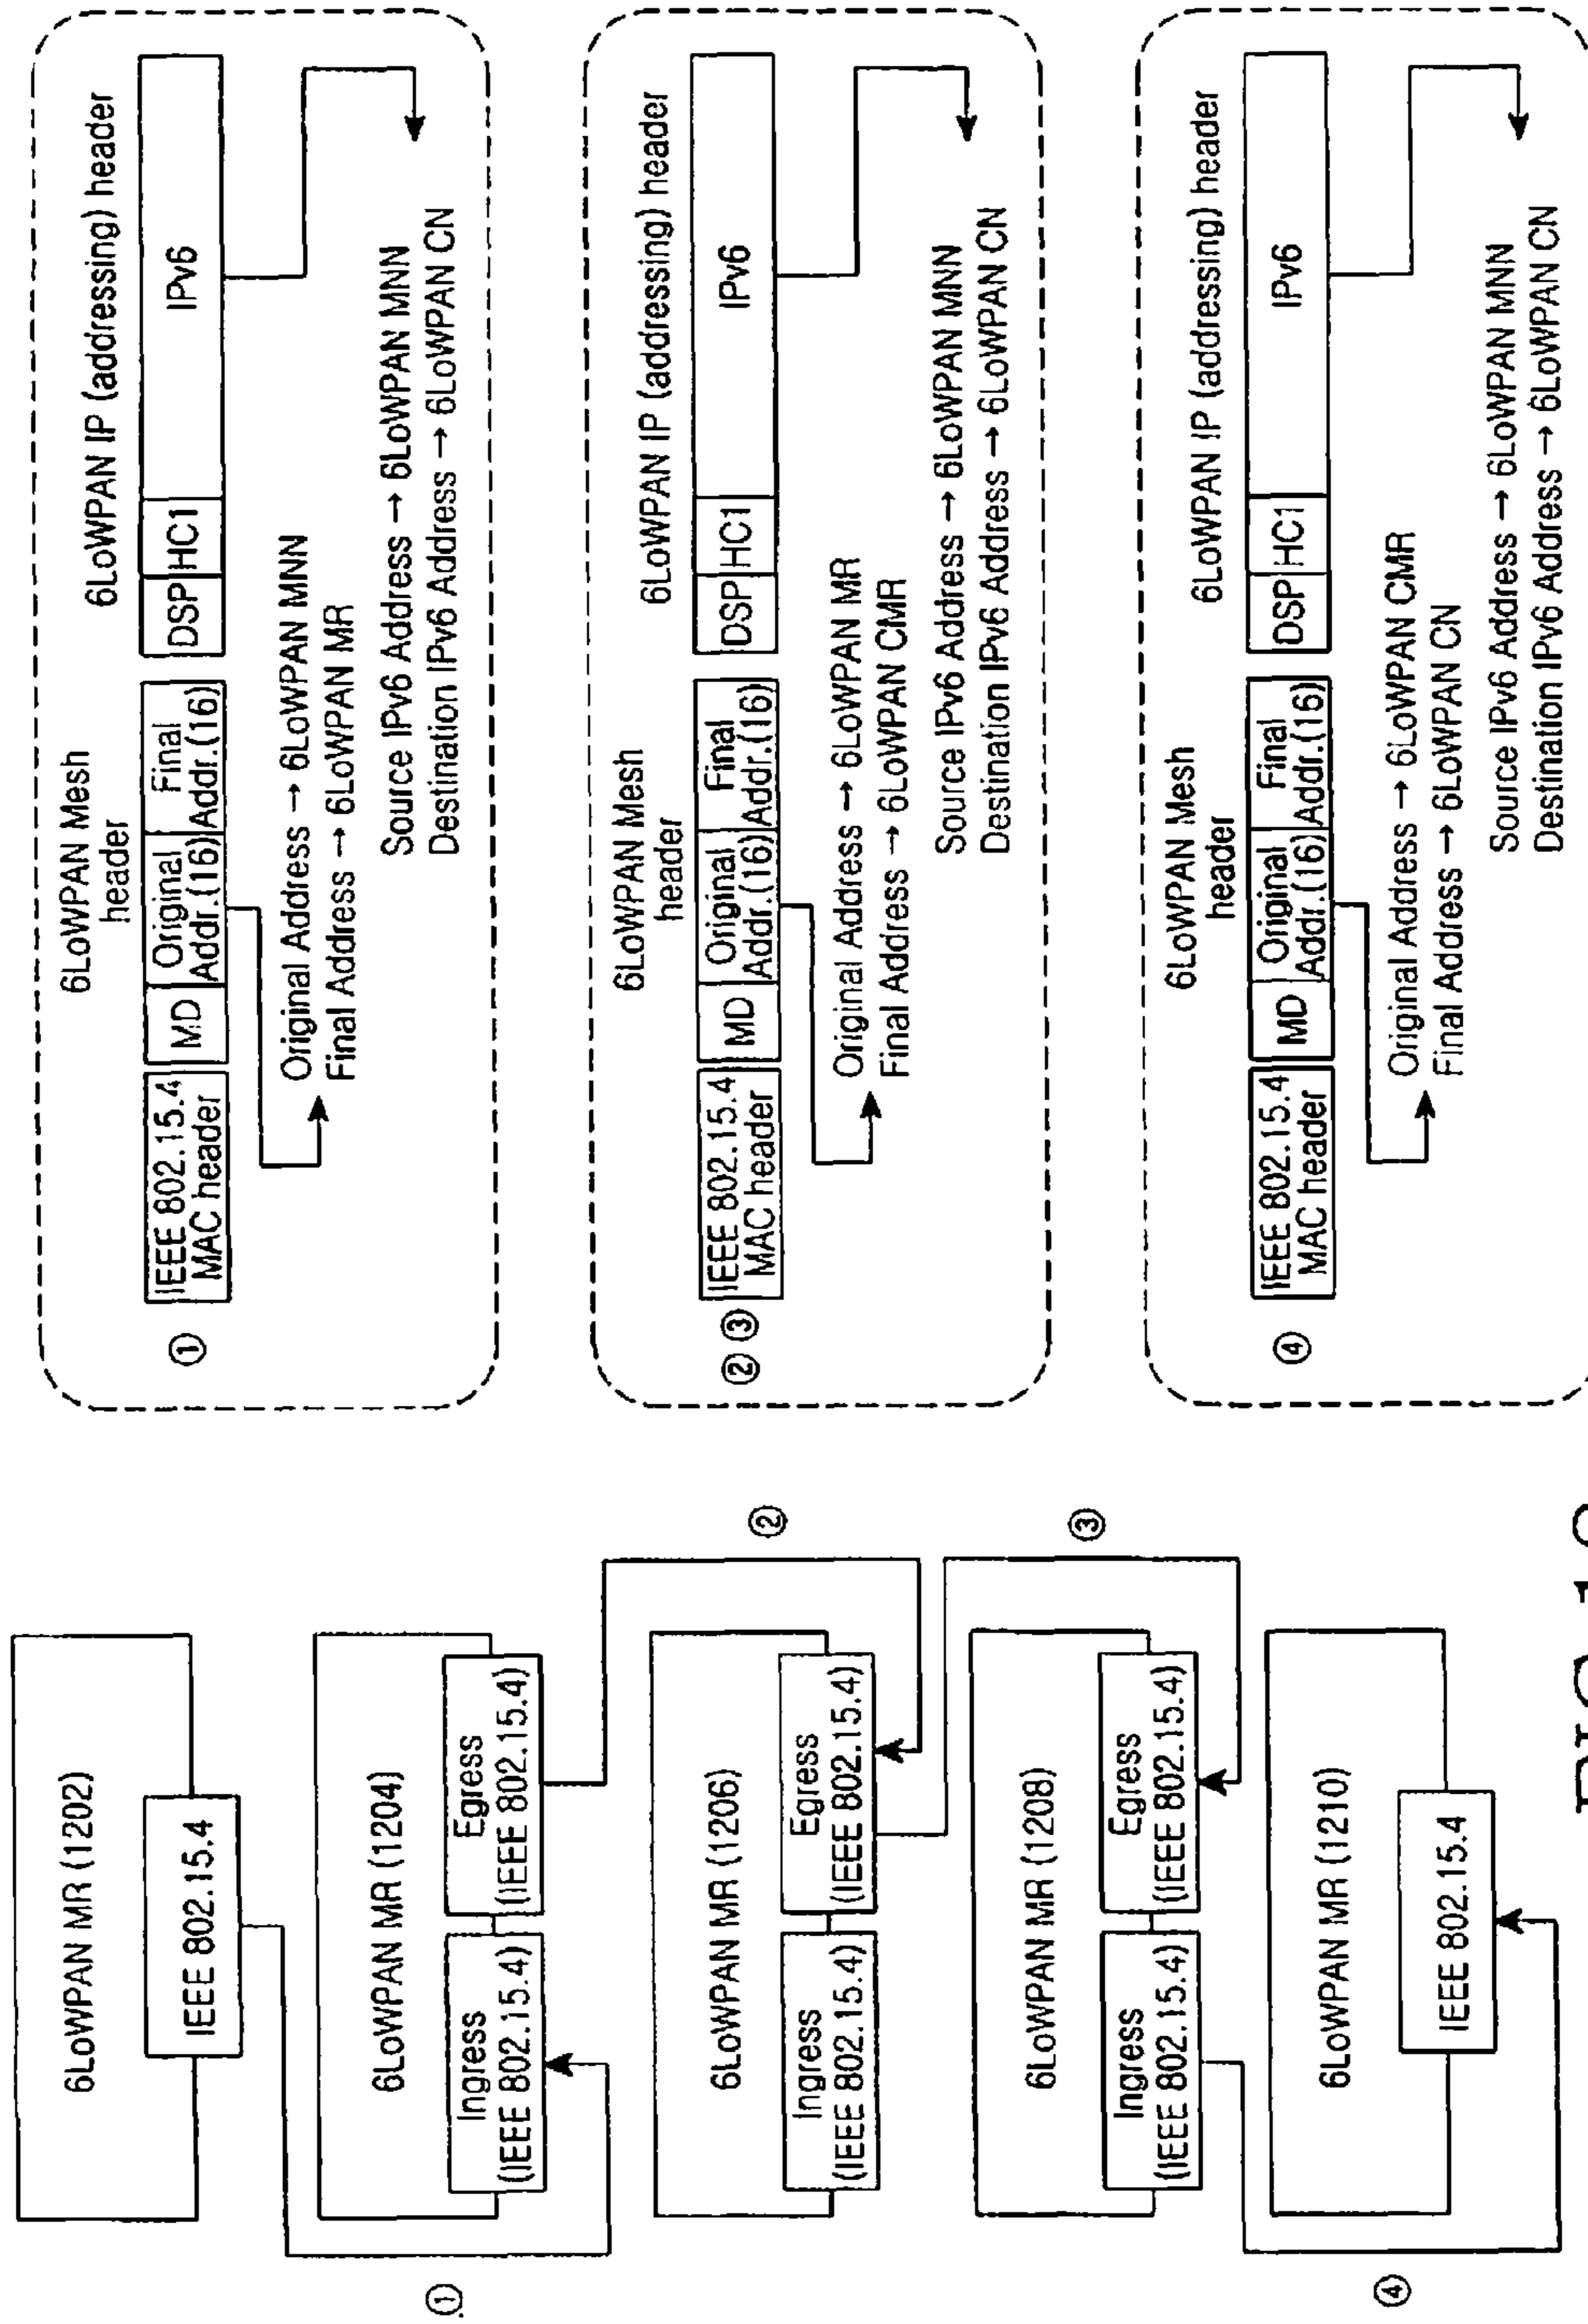 ①
6LoWPAN MR (1202)
IEEE 802.15.4
6LoWPAN MR (1204)
Ingress
(IEEE 802.15.4)
Egress
(IEEE 802.15.4)
②
6LoWPAN MR (1206)
Ingress
(IEEE 802.15.4)
Egress
(IEEE 802.15.4)
③
6LoWPAN MR (1208)
Ingress
(IEEE 802.15.4)
Egress
(IEEE 802.15.4)
④
6LoWPAN MR (1210)
IEEE 802.15.4
①
6LoWPAN Mesh
header
6LoWPAN IP (addressing) header
IEEE 802.15.4
MAC header
MD
Original
Addr.(16)
Final
Addr.(16)
DSP
HC1
IPv6
Original Address → 6LoWPAN MNN
Final Address → 6LoWPAN MR
Source IPv6 Address → 6LoWPAN MNN
Destination IPv6 Address → 6LoWPAN CN
② ③
6LoWPAN Mesh
header
6LoWPAN IP (addressing) header
IEEE 802.15.4
MAC header
MD
Original
Addr.(16)
Final
Addr.(16)
DSP
HC1
IPv6
Original Address → 6LoWPAN MR
Final Address → 6LoWPAN CMR
Source IPv6 Address → 6LoWPAN MNN
Destination IPv6 Address → 6LoWPAN CN
④
6LoWPAN Mesh
header
6LoWPAN IP (addressing) header
IEEE 802.15.4
MAC header
MD
Original
Addr.(16)
Final
Addr.(16)
DSP
HC1
IPv6
Original Address → 6LoWPAN CMR
Final Address → 6LoWPAN CN
Source IPv6 Address → 6LoWPAN MNN
Destination IPv6 Address → 6LoWPAN CN